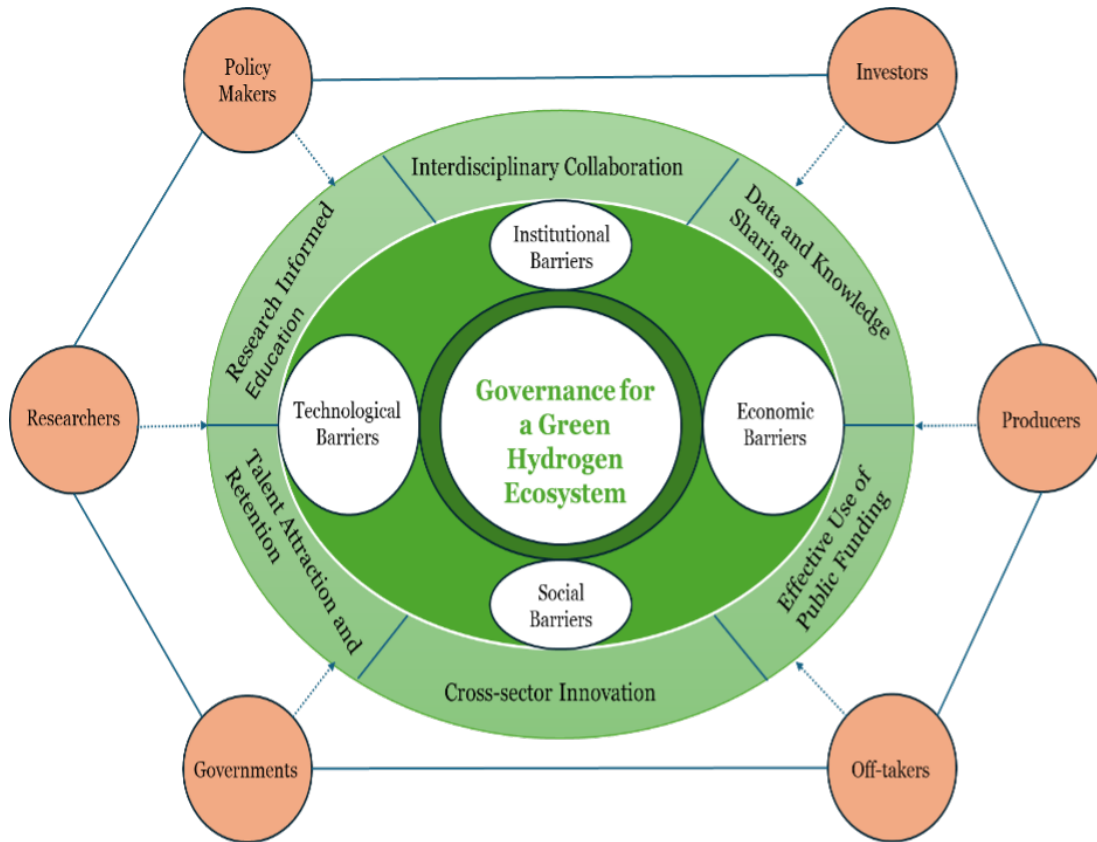 Policy
Makers
Investors
Interdisciplinary Collaboration
Research Informed
Education
Data and Knowledge
Sharing
Institutional
Barriers
Researchers
Technological
Barriers
Governance for
a Green
Hydrogen
Ecosystem
Economic
Barriers
Producers
Talent Attraction and
Retention
Effective Use of
Public Funding
Social
Barriers
Cross-sector Innovation
Governments
Off-takers